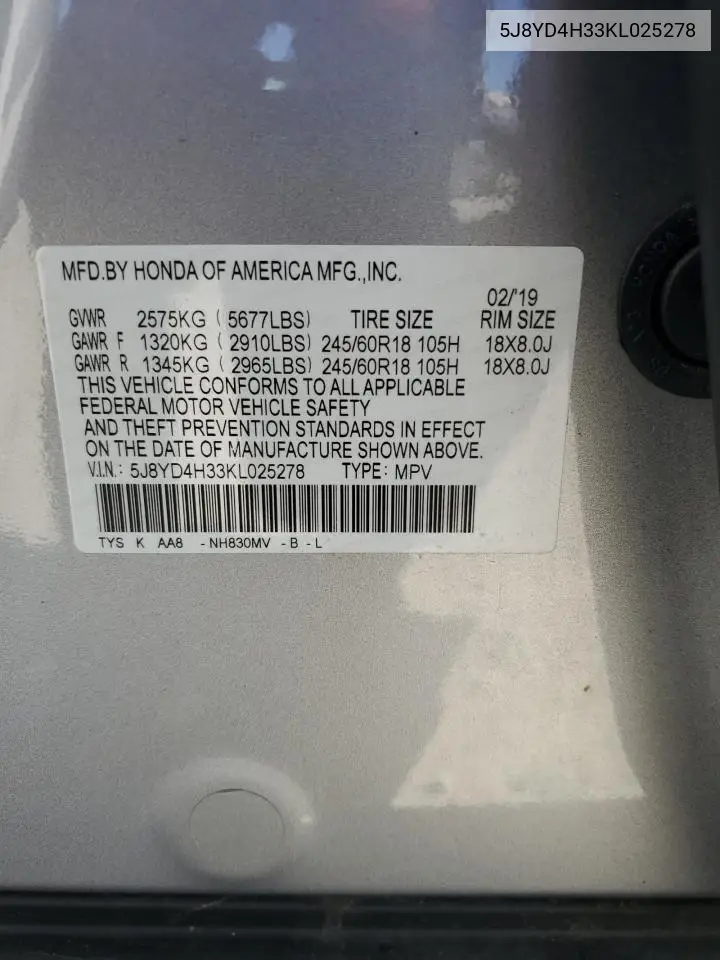 5J8YD4H33KL025278
MFD.BY HONDA OF AMERICA MFG.,INC.
02/'19
GVWR 2575KG ( 5677LBS) TIRE SIZE RIM SIZE
GAWR F 1320KG ( 2910LBS) 245/60R18 105H 18X8.0J
GAWR R 1345KG ( 2965LBS) 245/60R18 105H 18X8.0J
THIS VEHICLE CONFORMS TO ALL APPLICABLE
FEDERAL MOTOR VEHICLE SAFETY
AND THEFT PREVENTION STANDARDS IN EFFECT
ON THE DATE OF MANUFACTURE SHOWN ABOVE.
V.I.N.: 5J8YD4H33KL025278 TYPE: MPV
TYS K AA8 -NH830MV -B -L
HONDA